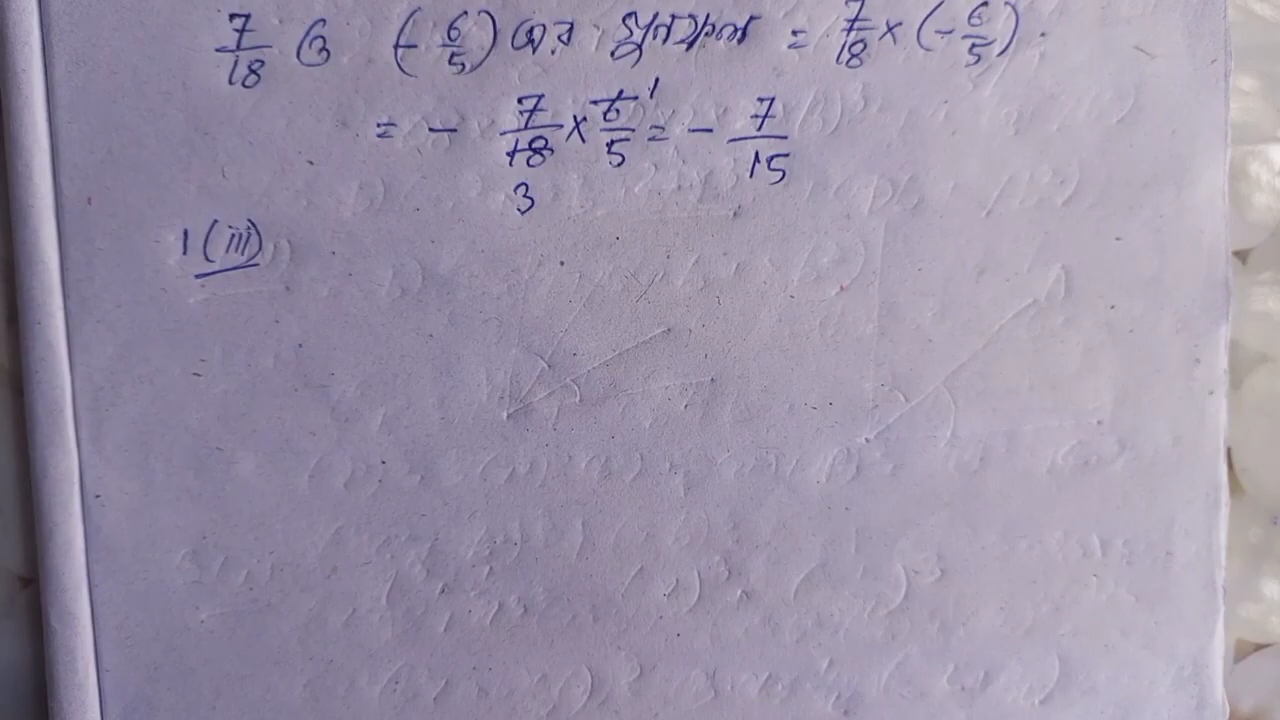 7/18 ও (- 6/5) এর গুণফল = 7/18 × (- 6/5).
= - 7/18 × 6/5 = - 7/15
3 1
1 (iii)